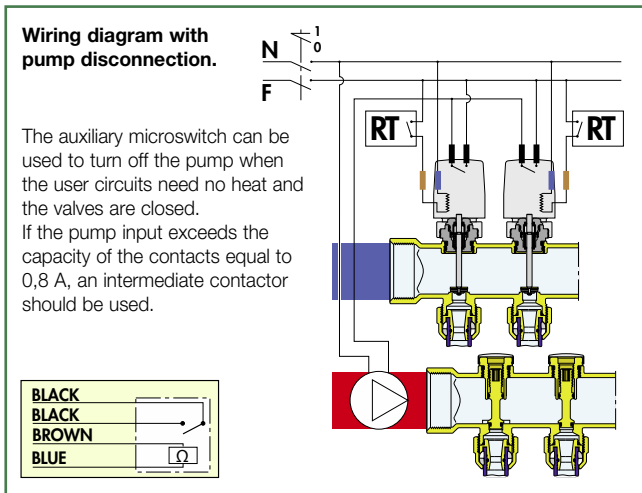 Wiring diagram with
pump disconnection.
The auxiliary microswitch can be
used to turn off the pump when
the user circuits need no heat and
the valves are closed.
If the pump input exceeds the
capacity of the contacts equal to
0,8 A, an intermediate contactor
should be used.
1
0
N
F
RT
RT
BLACK
BLACK
BROWN
BLUE
Ω